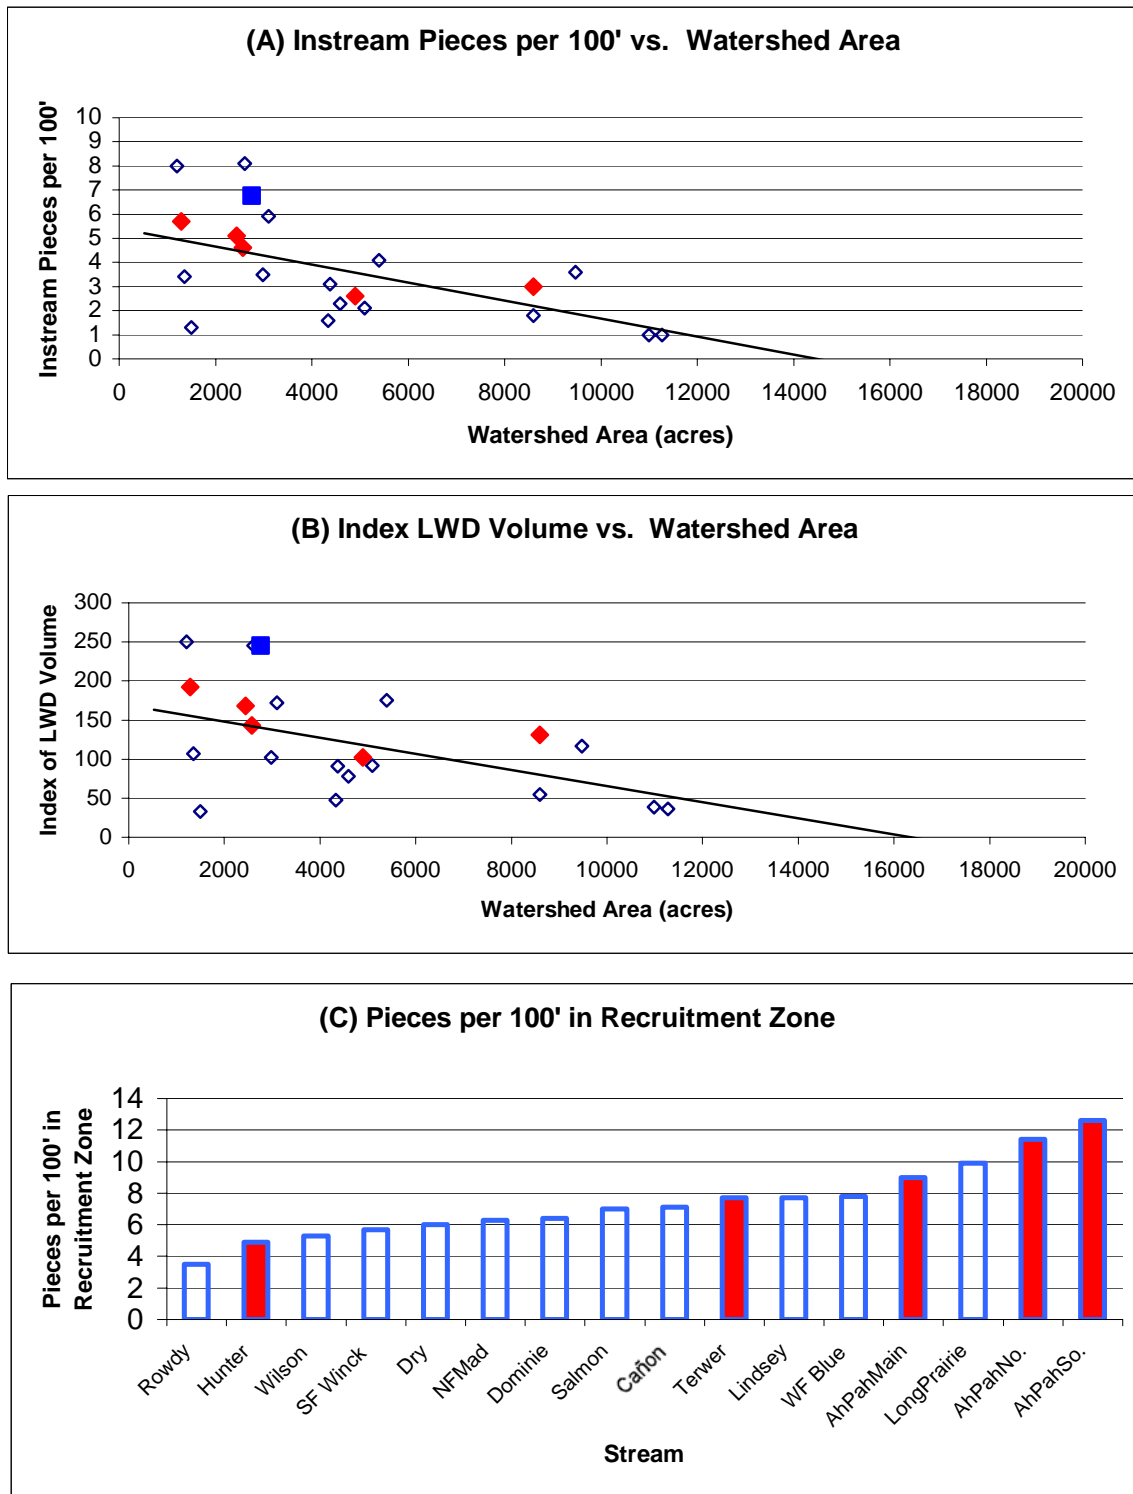 (A) Instream Pieces per 100' vs. Watershed Area
Instream Pieces per 100'
10
9
8
7
6
5
4
3
2
1
0
0 2000 4000 6000 8000 10000 12000 14000 16000 18000 20000
Watershed Area (acres)
(B) Index LWD Volume vs. Watershed Area
Index of LWD Volume
300
250
200
150
100
50
0
0 2000 4000 6000 8000 10000 12000 14000 16000 18000 20000
Watershed Area (acres)
(C) Pieces per 100' in Recruitment Zone
Pieces per 100' in
Recruitment Zone
14
12
10
8
6
4
2
0
Rowdy
Hunter
Wilson
SF Winck
Dry
NFMad
Dominie
Salmon
Cañon
Terwer
Lindsey
WF Blue
AhPahMain
LongPrairie
AhPahNo.
AhPahSo.
Stream